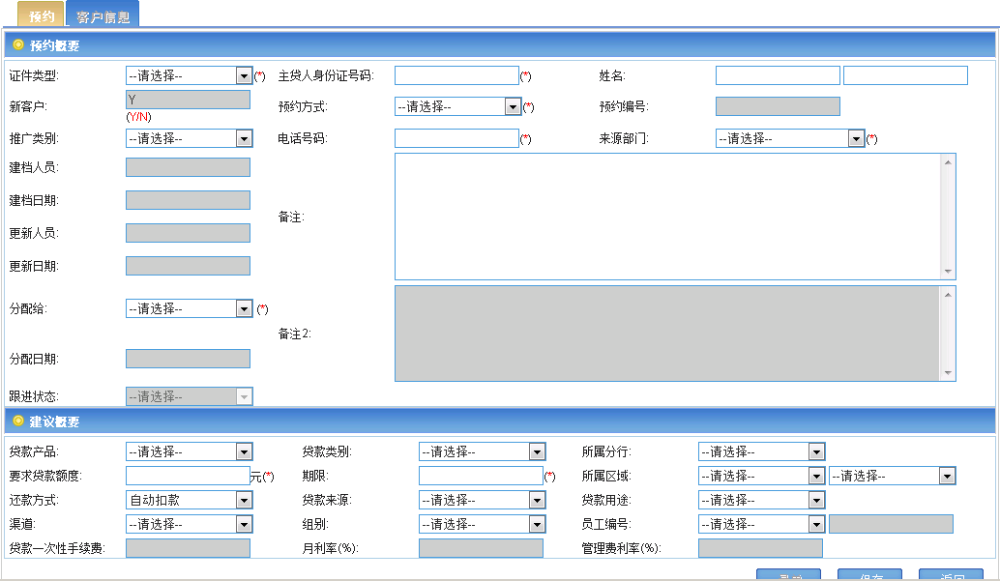 预约 客户信息
预约概要
证件类型: --请选择-- (*) 主贷人身份证号码: (*) 姓名:
新客户: Y (Y/N) 预约方式: --请选择-- (*) 预约编号:
推广类别: --请选择-- 电话号码: (*) 来源部门: --请选择-- (*)
建档人员:
建档日期:
备注:
更新人员:
更新日期:
分配给: --请选择-- (*)
备注2:
分配日期:
跟进状态: --请选择--
建议概要
贷款产品: --请选择-- 贷款类别: --请选择-- 所属分行: --请选择--
要求贷款额度: 元(*) 期限: (*) 所属区域: --请选择-- --请选择--
还款方式: 自动扣款 贷款来源: --请选择-- 贷款用途: --请选择--
渠道: --请选择-- 组别: --请选择-- 员工编号: --请选择--
贷款一次性手续费: 月利率(%): 管理费利率(%):
保存 返回